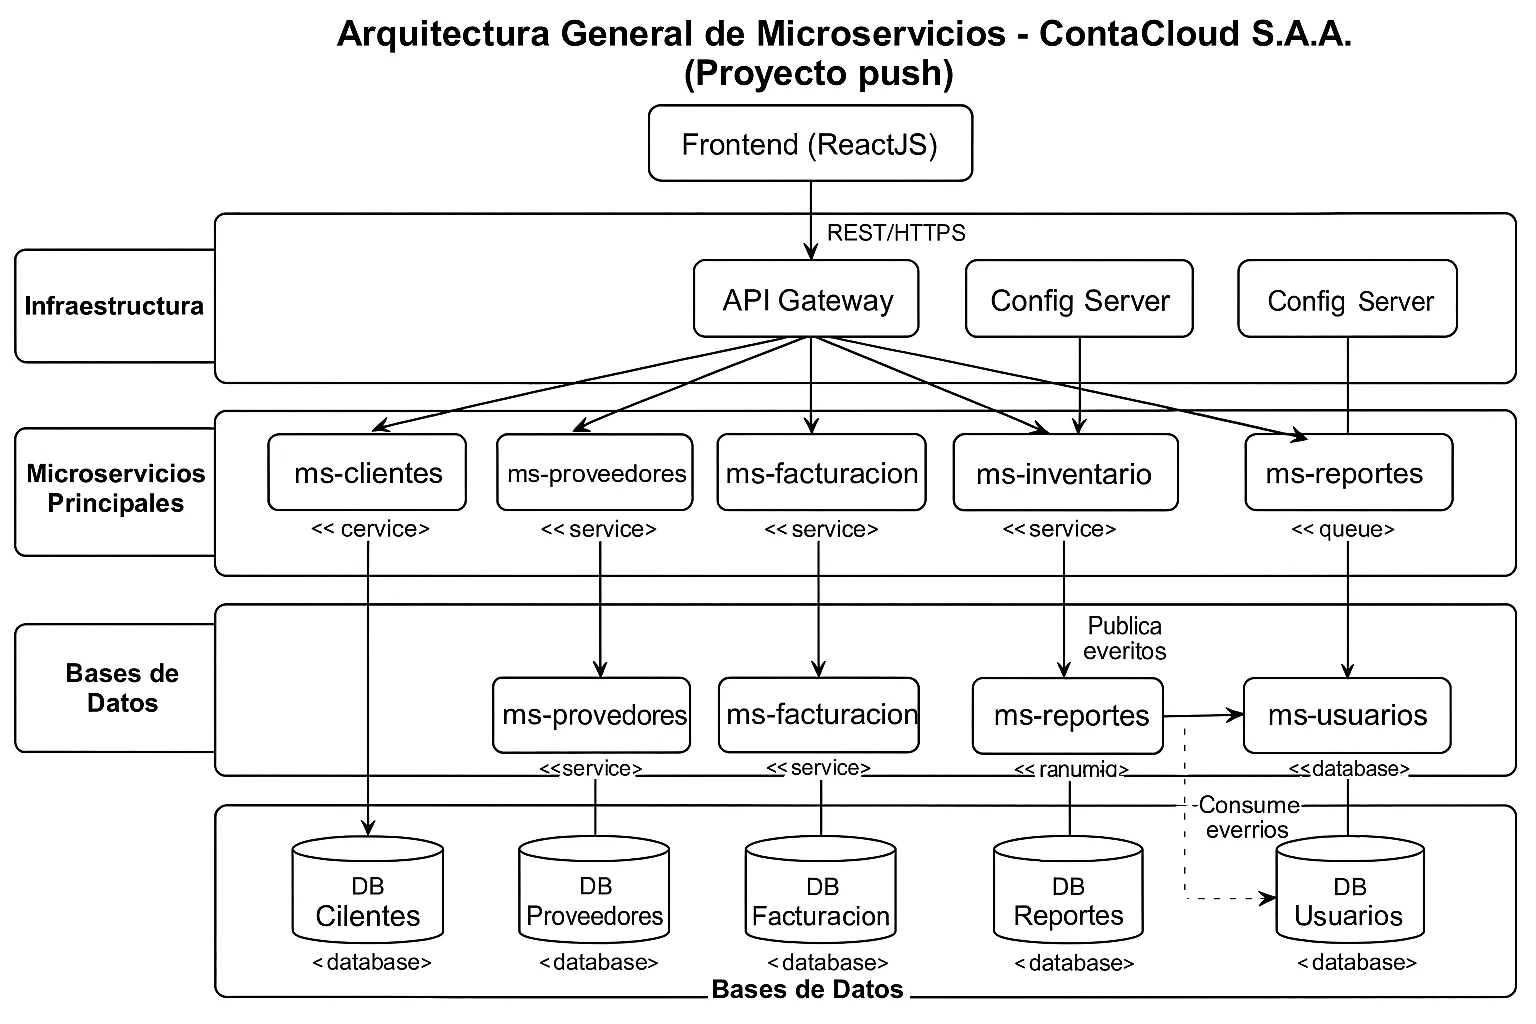 Arquitectura General de Microservicios - ContaCloud S.A.A.
(Proyecto push)
Frontend (ReactJS)
REST/HTTPS
Infraestructura
API Gateway
Config Server
Config Server
Microservicios
Principales
ms-clientes
ms-proveedores
ms-facturacion
ms-inventario
ms-reportes
<< cervice>
<< service>
<< service>
<< service>
<< queue>
Publica
everitos
Bases de
Datos
ms-provedores
ms-facturacion
ms-reportes
ms-usuarios
<<service>
<< service>
<< ranumiq>
<<database>
Consume
everrios
DB
Cilentes
DB
Proveedores
DB
Facturacion
DB
Reportes
DB
Usuarios
<database>
<database>
<database>
<database>
<database>
Bases de Datos